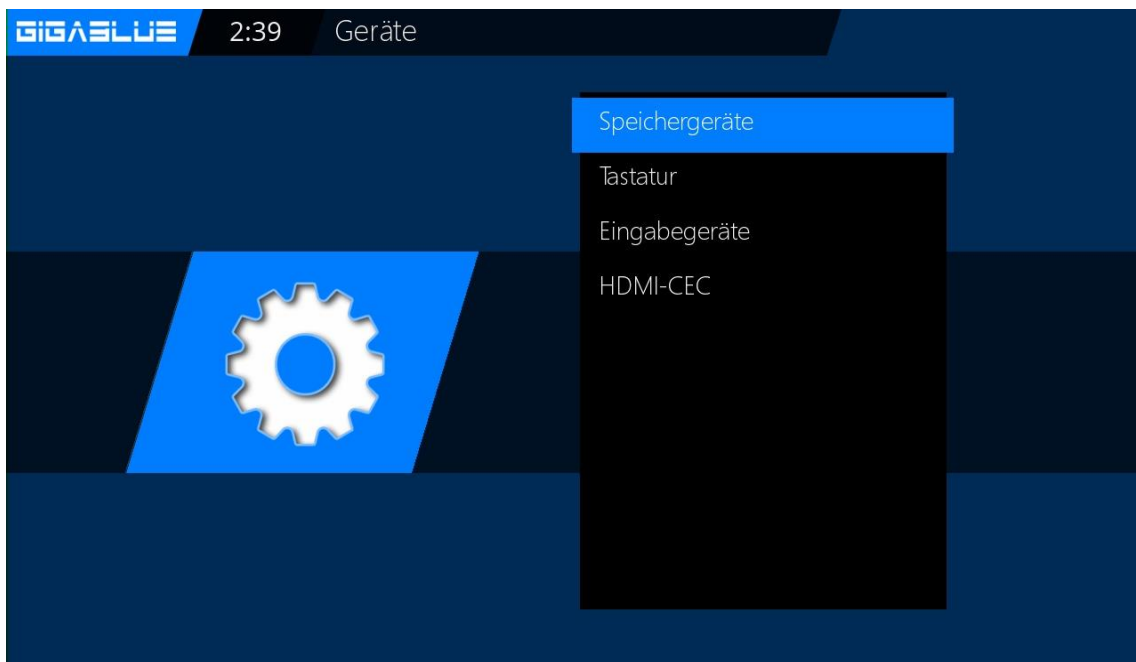 GIGABLUE 2:39 Geräte
Speichergeräte
Tastatur
Eingabegeräte
HDMI-CEC